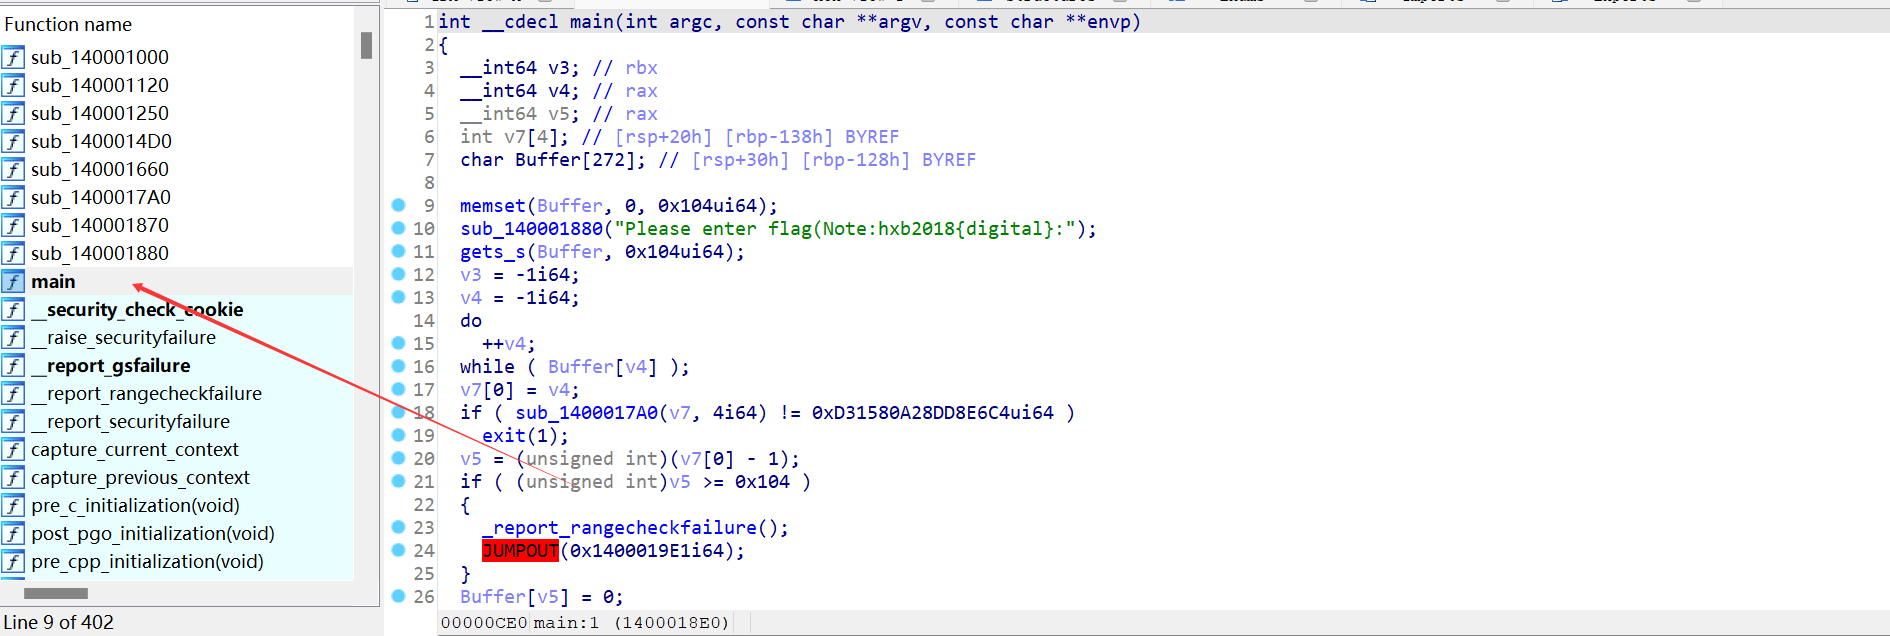 Function name
sub_140001000
sub_140001120
sub_140001250
sub_1400014D0
sub_140001660
sub_1400017A0
sub_140001870
sub_140001880
main
__security_check_cookie
__raise_securityfailure
__report_gsfailure
__report_rangecheckfailure
__report_securityfailure
capture_current_context
capture_previous_context
pre_c_initialization(void)
post_pgo_initialization(void)
pre_cpp_initialization(void)
Line 9 of 402
1 int __cdecl main(int argc, const char **argv, const char **envp)
2 {
3 __int64 v3; // rbx
4 __int64 v4; // rax
5 __int64 v5; // rax
6 int v7[4]; // [rsp+20h] [rbp-138h] BYREF
7 char Buffer[272]; // [rsp+30h] [rbp-128h] BYREF
8
9 memset(Buffer, 0, 0x104ui64);
10 sub_140001880("Please enter flag(Note:hxb2018{digital}:");
11 gets_s(Buffer, 0x104ui64);
12 v3 = -1i64;
13 v4 = -1i64;
14 do
15 ++v4;
16 while ( Buffer[v4] );
17 v7[0] = v4;
18 if ( sub_1400017A0(v7, 4i64) != 0xD31580A28DD8E6C4ui64 )
19 exit(1);
20 v5 = (unsigned int)(v7[0] - 1);
21 if ( (unsigned int)v5 >= 0x104 )
22 {
23 _report_rangecheckfailure();
24 JUMPOUT(0x1400019E1i64);
25 }
26 Buffer[v5] = 0;
00000CE0 main:1 (1400018E0)